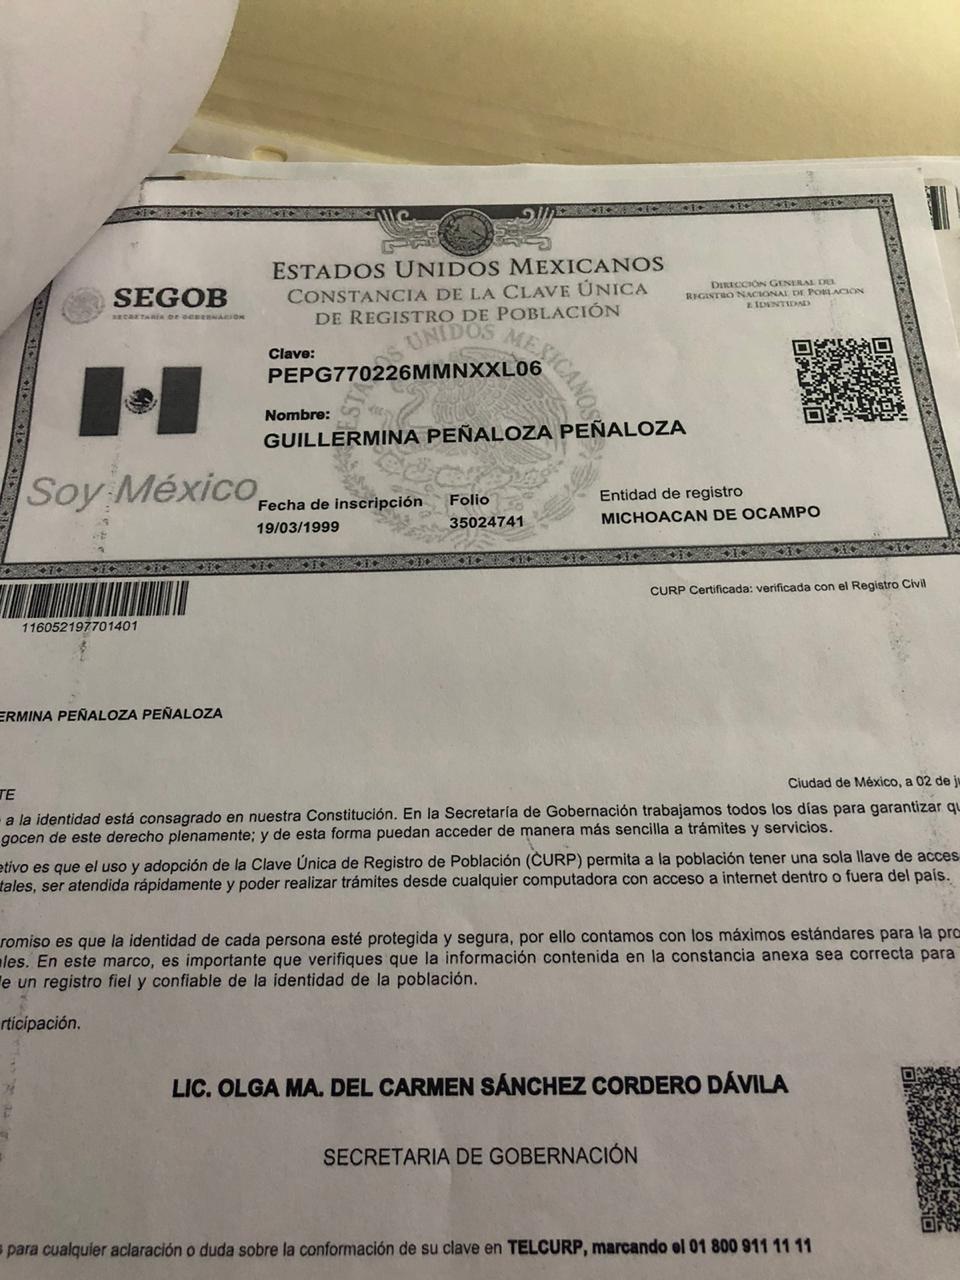 ESTADOS UNIDOS MEXICANOS
CONSTANCIA DE LA CLAVE ÚNICA
DE REGISTRO DE POBLACIÓN
SEGOB
SECRETARÍA DE GOBERNACIÓN
DIRECCIÓN GENERAL DEL
REGISTRO NACIONAL DE POBLACIÓN
E IDENTIDAD
Clave:
PEPG770226MMNXXL06
Nombre:
GUILLERMINA PEÑALOZA PEÑALOZA
Soy México
Fecha de inscripción
19/03/1999
Folio
35024741
Entidad de registro
MICHOACAN DE OCAMPO
ESTADOS UNIDOS MEXICANOS
116052197701401
CURP Certificada: verificada con el Registro Civil
ERMINA PEÑALOZA PEÑALOZA
Ciudad de México, a 02 de
TE
a la identidad está consagrado en nuestra Constitución. En la Secretaría de Gobernación trabajamos todos los días para garantizar
gocen de este derecho plenamente; y de esta forma puedan acceder de manera más sencilla a trámites y servicios.
etivo es que el uso y adopción de la Clave Única de Registro de Población (CURP) permita a la población tener una sola llave de acces
tales, ser atendida rápidamente y poder realizar trámites desde cualquier computadora con acceso a internet dentro o fuera del país.
romiso es que la identidad de cada persona esté protegida y segura, por ello contamos con los máximos estándares para la pro
les. En este marco, es importante que verifiques que la información contenida en la constancia anexa sea correcta para
e un registro fiel y confiable de la identidad de la población.
rticipación.
LIC. OLGA MA. DEL CARMEN SÁNCHEZ CORDERO DÁVILA
SECRETARIA DE GOBERNACIÓN
para cualquier aclaración o duda sobre la conformación de su clave en TELCURP, marcando el 01 800 911 11 11